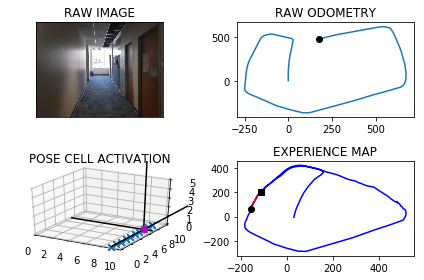 RAW IMAGE
RAW ODOMETRY
500
0
-250 0 250 500
POSE CELL ACTIVATION
5
4
3
2
1
0
0 2 4 6 8 10
0 2 4 6 8 10
EXPERIENCE MAP
400
200
0
-200
-200 0 200 400